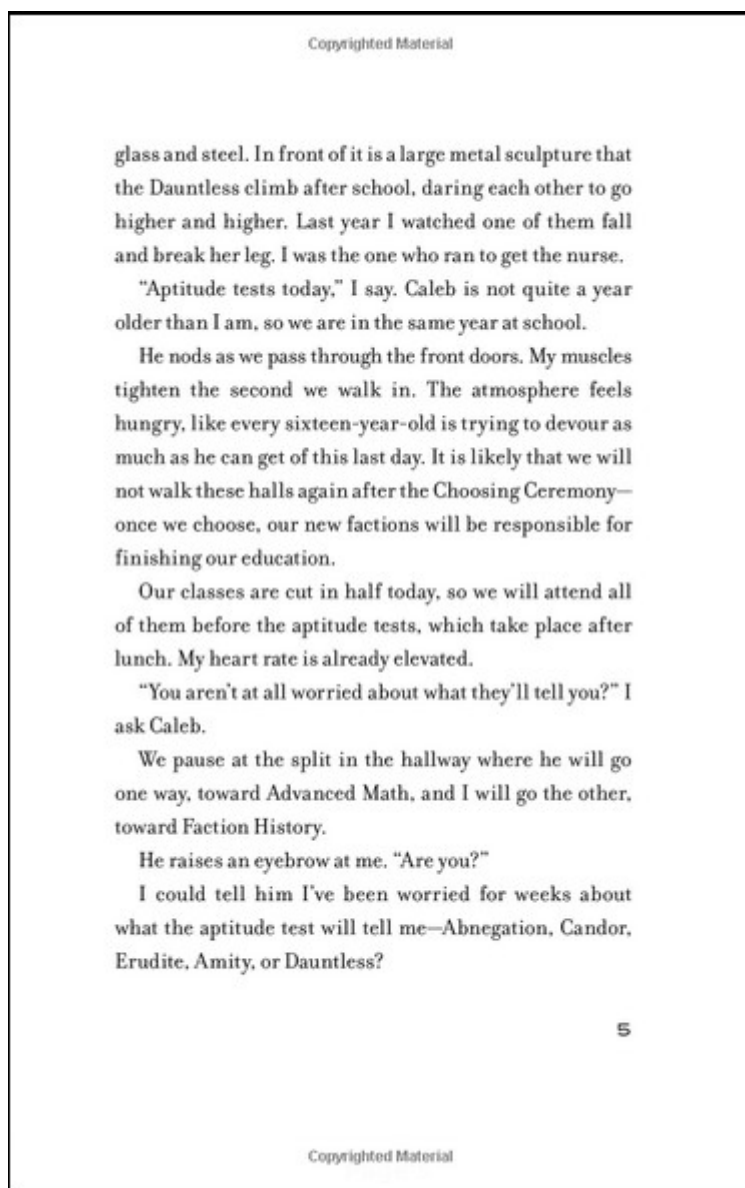 Copyrighted Material
glass and steel. In front of it is a large metal sculpture that
the Dauntless climb after school, daring each other to go
higher and higher. Last year I watched one of them fall
and break her leg. I was the one who ran to get the nurse.
“Aptitude tests today,” I say. Caleb is not quite a year
older than I am, so we are in the same year at school.
He nods as we pass through the front doors. My muscles
tighten the second we walk in. The atmosphere feels
hungry, like every sixteen-year-old is trying to devour as
much as he can get of this last day. It is likely that we will
not walk these halls again after the Choosing Ceremony—
once we choose, our new factions will be responsible for
finishing our education.
Our classes are cut in half today, so we will attend all
of them before the aptitude tests, which take place after
lunch. My heart rate is already elevated.
“You aren’t at all worried about what they’ll tell you?” I
ask Caleb.
We pause at the split in the hallway where he will go
one way, toward Advanced Math, and I will go the other,
toward Faction History.
He raises an eyebrow at me. “Are you?”
I could tell him I’ve been worried for weeks about
what the aptitude test will tell me—Abnegation, Candor,
Erudite, Amity, or Dauntless?
5
Copyrighted Material